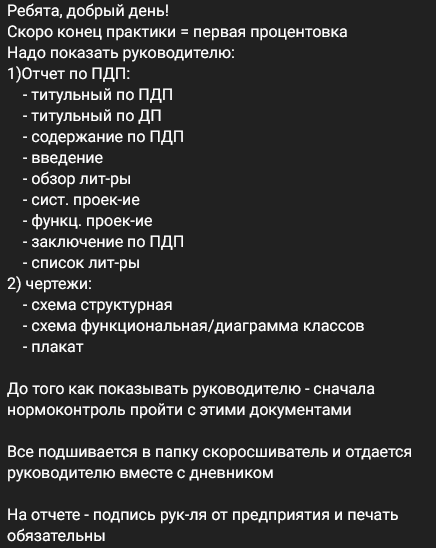 Ребята, добрый день!
Скоро конец практики = первая процентовка
Надо показать руководителю:
1)Отчет по ПДП:
- титульный по ПДП
- титульный по ДП
- содержание по ПДП
- введение
- обзор лит-ры
- сист. проек-ие
- функц. проек-ие
- заключение по ПДП
- список лит-ры
2) чертежи:
- схема структурная
- схема функциональная/диаграмма классов
- плакат
До того как показывать руководителю - сначала
нормоконтроль пройти с этими документами
Все подшивается в папку скоросшиватель и отдается
руководителю вместе с дневником
На отчете - подпись рук-ля от предприятия и печать
обязательны